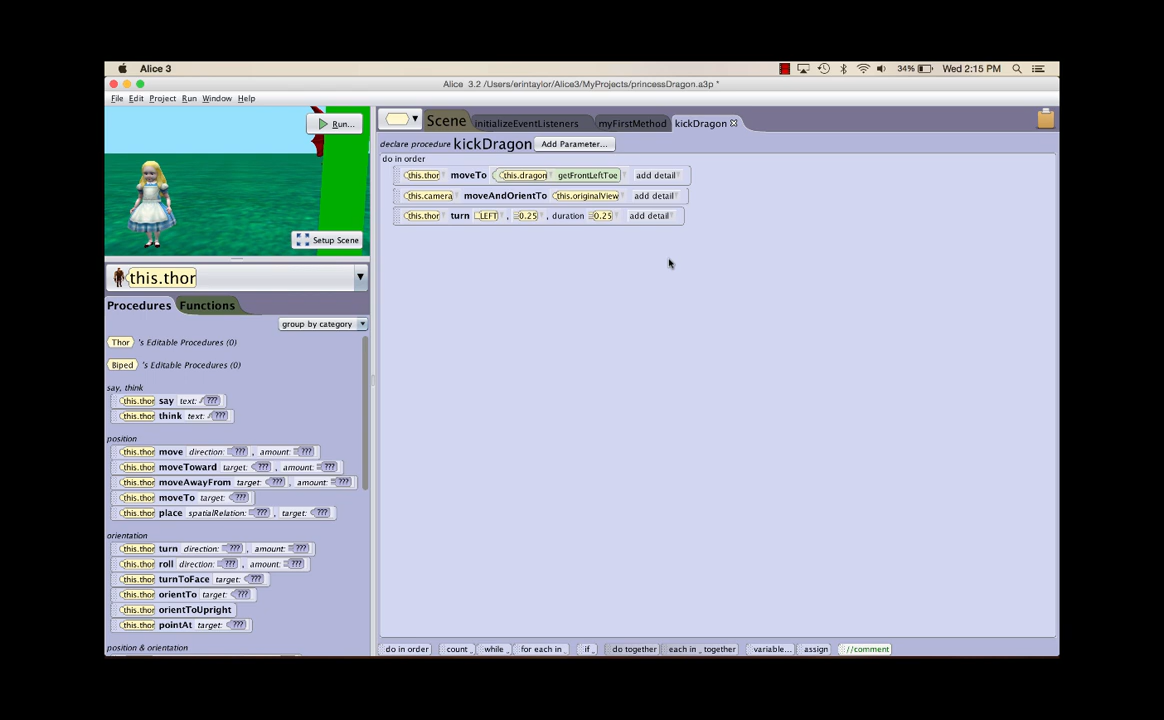 Alice 3 34% Wed 2:15 PM
Alice 3.2 /Users/erintaylor/Alice3/MyProjects/princessDragon.a3p *
File Edit Project Run Window Help
Run...
Setup Scene
this.thor
Procedures Functions
group by category
Thor 's Editable Procedures (0)
Biped 's Editable Procedures (0)
say, think
this.thor say text: ???
this.thor think text: ???
position
this.thor move direction: ??? , amount: ???
this.thor moveToward target: ??? , amount: ???
this.thor moveAwayFrom target: ??? , amount: ???
this.thor moveTo target: ???
this.thor place spatialRelation: ??? , target: ???
orientation
this.thor turn direction: ??? , amount: ???
this.thor roll direction: ??? , amount: ???
this.thor turnToFace target: ???
this.thor orientTo target: ???
this.thor orientToUpright
this.thor pointAt target: ???
position & orientation
Scene initializeEventListeners myFirstMethod kickDragon
declare procedure kickDragon Add Parameter...
do in order
this.thor moveTo this.dragon getFrontLeftToe add detail
this.camera moveAndOrientTo this.originalView add detail
this.thor turn LEFT , 0.25 , duration 0.25 add detail
do in order count while for each in if do together each in together variable... assign //comment